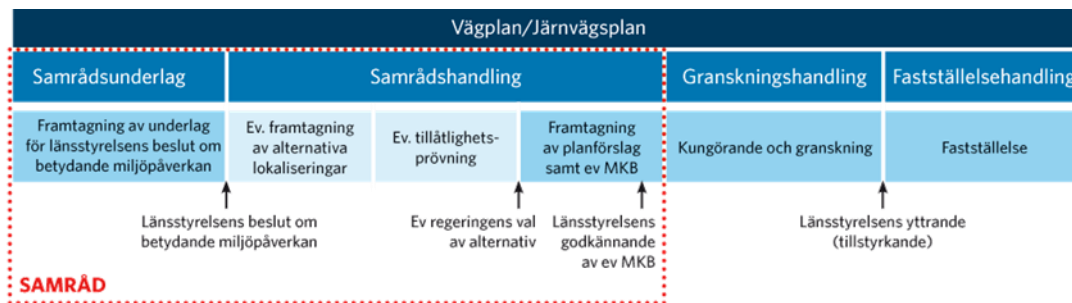 Vägplan/Järnvägsplan
Samrådsunderlag
Samrådshandling
Granskningshandling
Fastställelsehandling
Framtagning av underlag
för länsstyrelsens beslut om
betydande miljöpåverkan
Ev. framtagning
av alternativa
lokaliseringar
Ev. tillåtlighets-
prövning
Framtagning
av planförslag
samt ev MKB
Kungörande och granskning
Fastställelse
Länsstyrelsens beslut om
betydande miljöpåverkan
Ev regeringens val
av alternativ
Länsstyrelsens
godkännande
av ev MKB
Länsstyrelsens yttrande
(tillstyrkande)
SAMRÅD